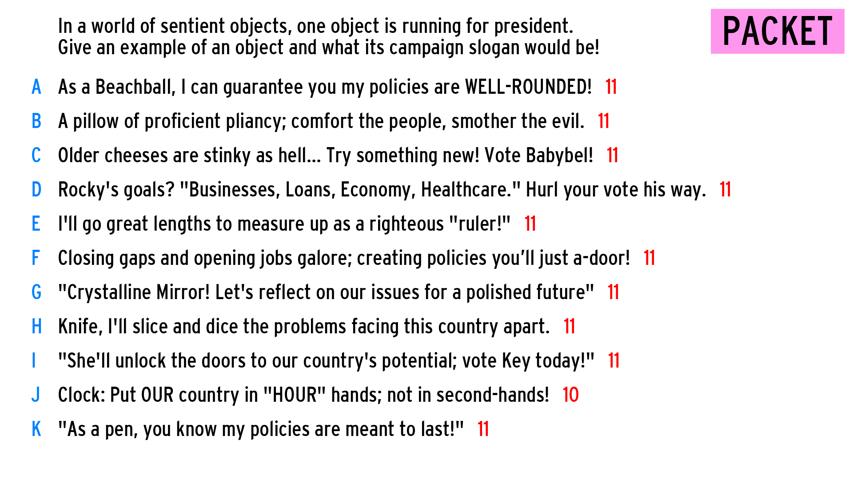 In a world of sentient objects, one object is running for president.
Give an example of an object and what its campaign slogan would be!
PACKET
A As a Beachball, I can guarantee you my policies are WELL-ROUNDED! 11
B A pillow of proficient pliancy; comfort the people, smother the evil. 11
C Older cheeses are stinky as hell... Try something new! Vote Babybel! 11
D Rocky's goals? "Businesses, Loans, Economy, Healthcare." Hurl your vote his way. 11
E I'll go great lengths to measure up as a righteous "ruler!" 11
F Closing gaps and opening jobs galore; creating policies you’ll just a-door! 11
G "Crystalline Mirror! Let's reflect on our issues for a polished future" 11
H Knife, I'll slice and dice the problems facing this country apart. 11
I "She'll unlock the doors to our country's potential; vote Key today!" 11
J Clock: Put OUR country in "HOUR" hands; not in second-hands! 10
K "As a pen, you know my policies are meant to last!" 11